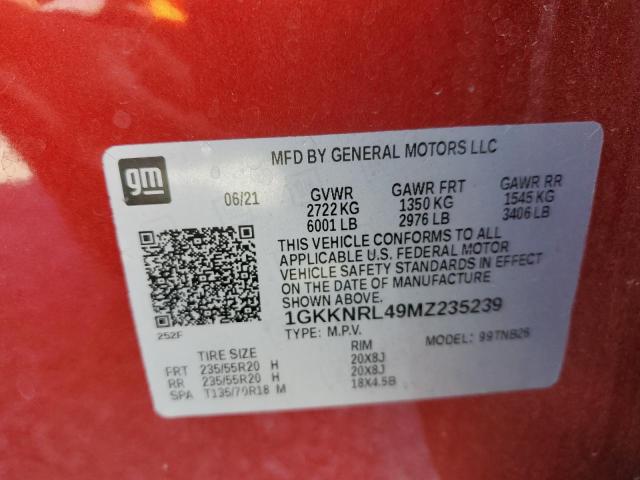 gm
MFD BY GENERAL MOTORS LLC
06/21
GVWR GAWR FRT GAWR RR
2722 KG 1350 KG 1545 KG
6001 LB 2976 LB 3406 LB
THIS VEHICLE CONFORMS TO ALL
APPLICABLE U.S. FEDERAL MOTOR
VEHICLE SAFETY STANDARDS IN EFFECT
ON THE DATE OF MANUFACTURE
SHOWN ABOVE.
1GKKNRL49MZ235239
252F
TYPE: M.P.V. MODEL: 99TNB26
TIRE SIZE RIM
FRT 235/55R20 H 20X8J
RR 235/55R20 H 20X8J
SPA T135/70R18 M 18X4.5B